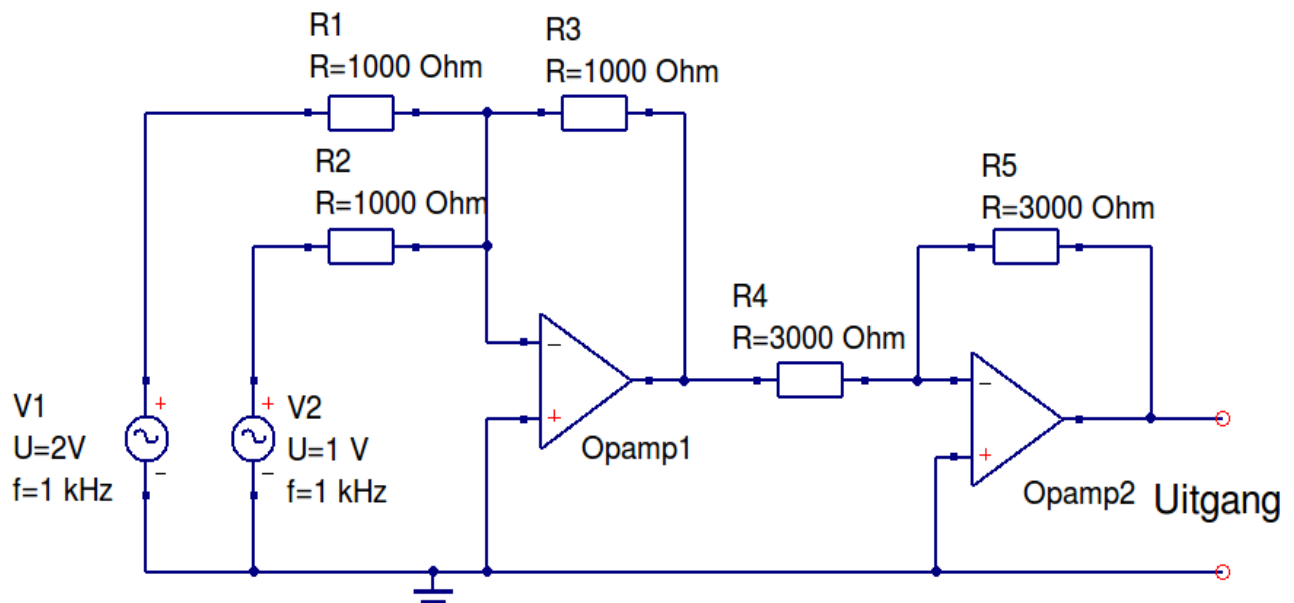 R1
R=1000 Ohm
R3
R=1000 Ohm
R2
R=1000 Ohm
R5
R=3000 Ohm
R4
R=3000 Ohm
V1
U=2V
f=1 kHz
+
−
V2
U=1 V
f=1 kHz
+
−
−
+
Opamp1
−
+
Opamp2
Uitgang